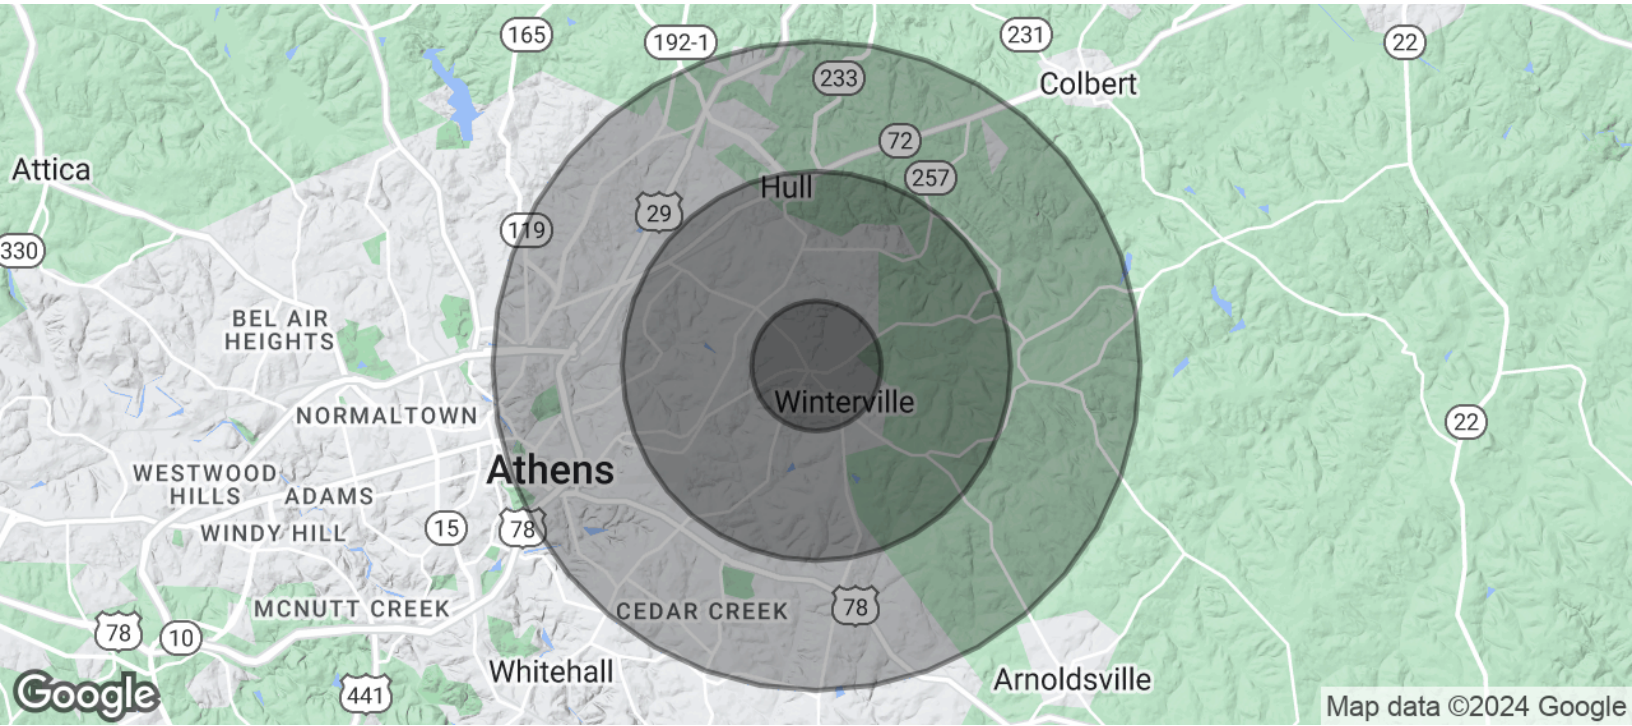 165
192-1
231
22
233
Colbert
72
Attica
257
Hull
29
119
330
BEL AIR
HEIGHTS
Winterville
NORMALTOWN
22
Athens
WESTWOOD
HILLS
ADAMS
WINDY HILL
15
78
MCNUTT CREEK
CEDAR CREEK
78
78
10
Whitehall
Arnoldsville
441
Google
Map data ©2024 Google